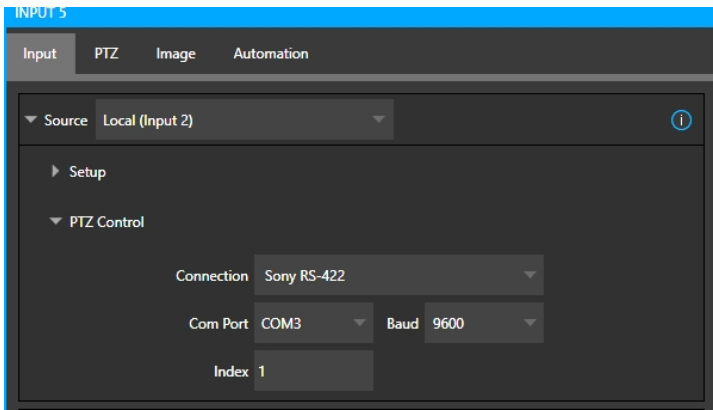 INPUT 5
Input PTZ Image Automation
Source Local (Input 2)
Setup
PTZ Control
Connection Sony RS-422
Com Port COM3 Baud 9600
Index 1